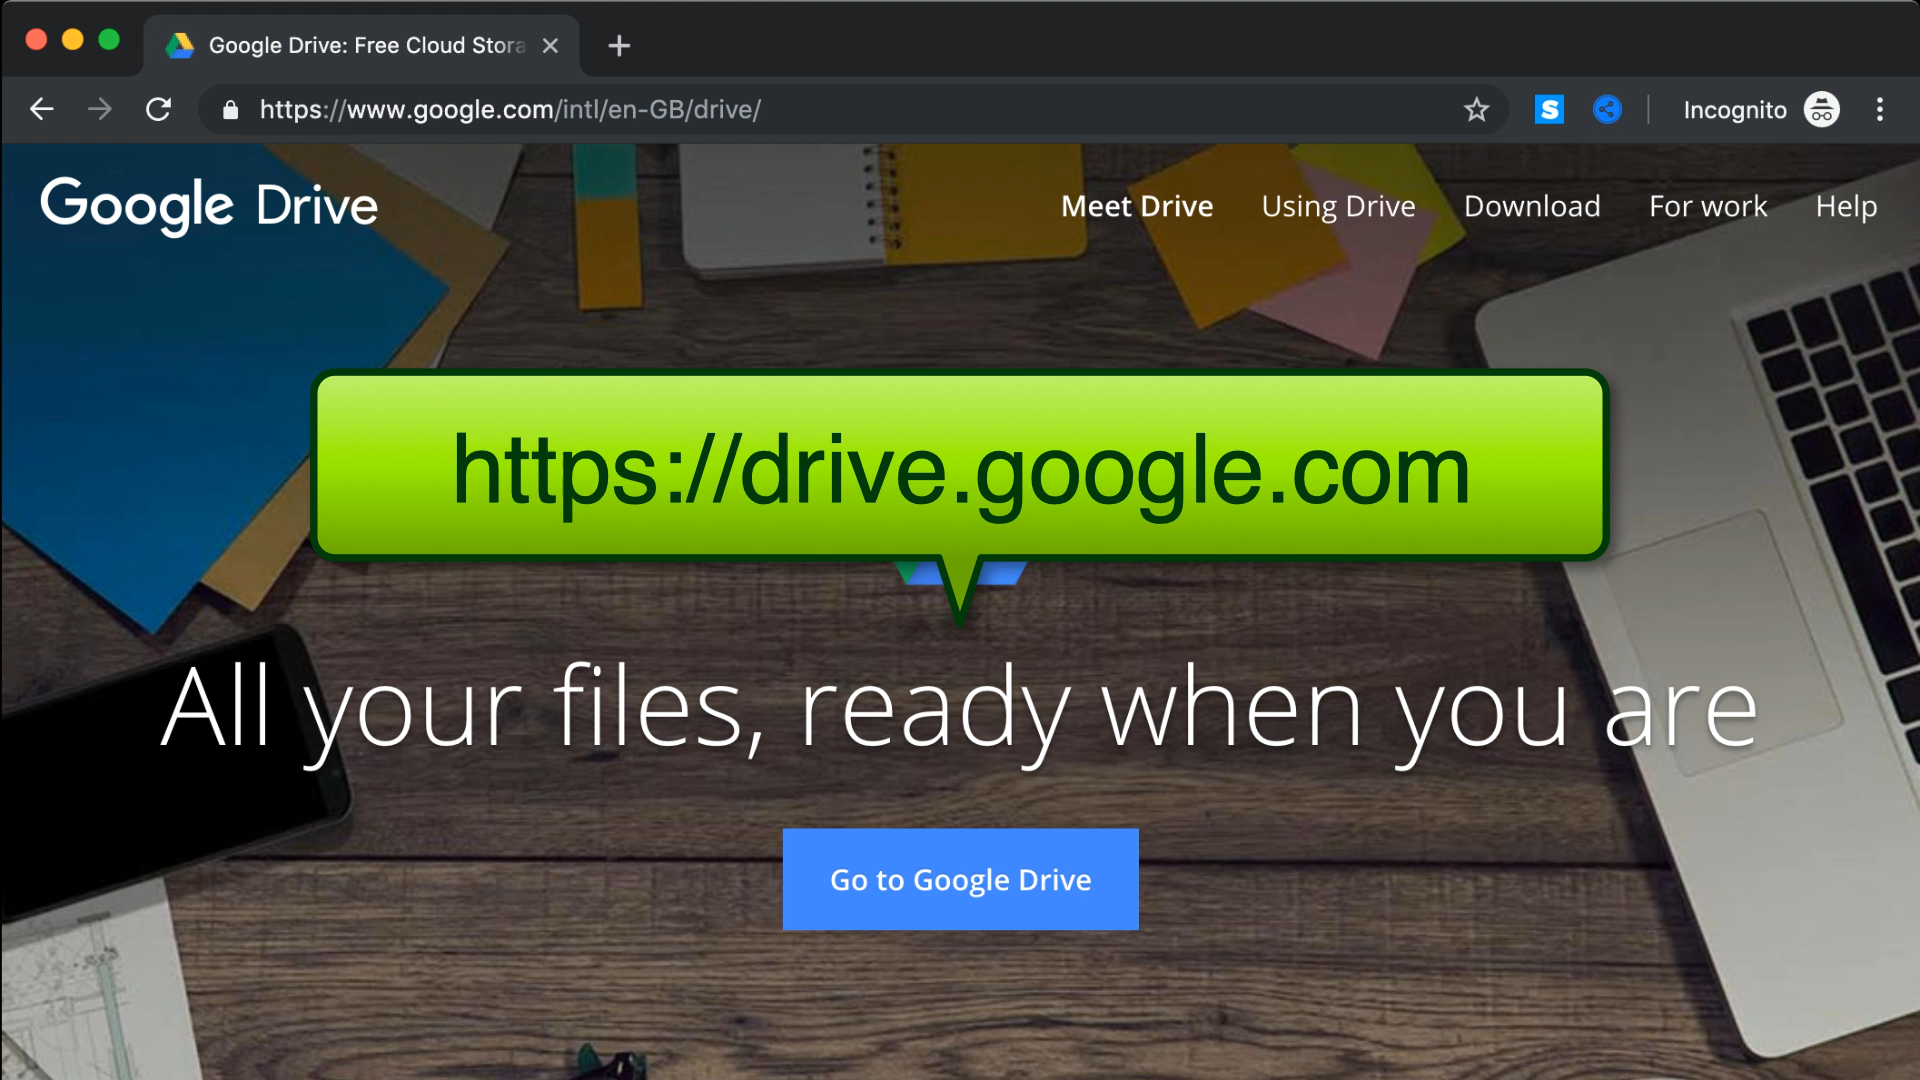 Google Drive: Free Cloud Stora
https://www.google.com/intl/en-GB/drive/
S
Incognito
Google Drive
Meet Drive
Using Drive
Download
For work
Help
https://drive.google.com
All your files, ready when you are
Go to Google Drive